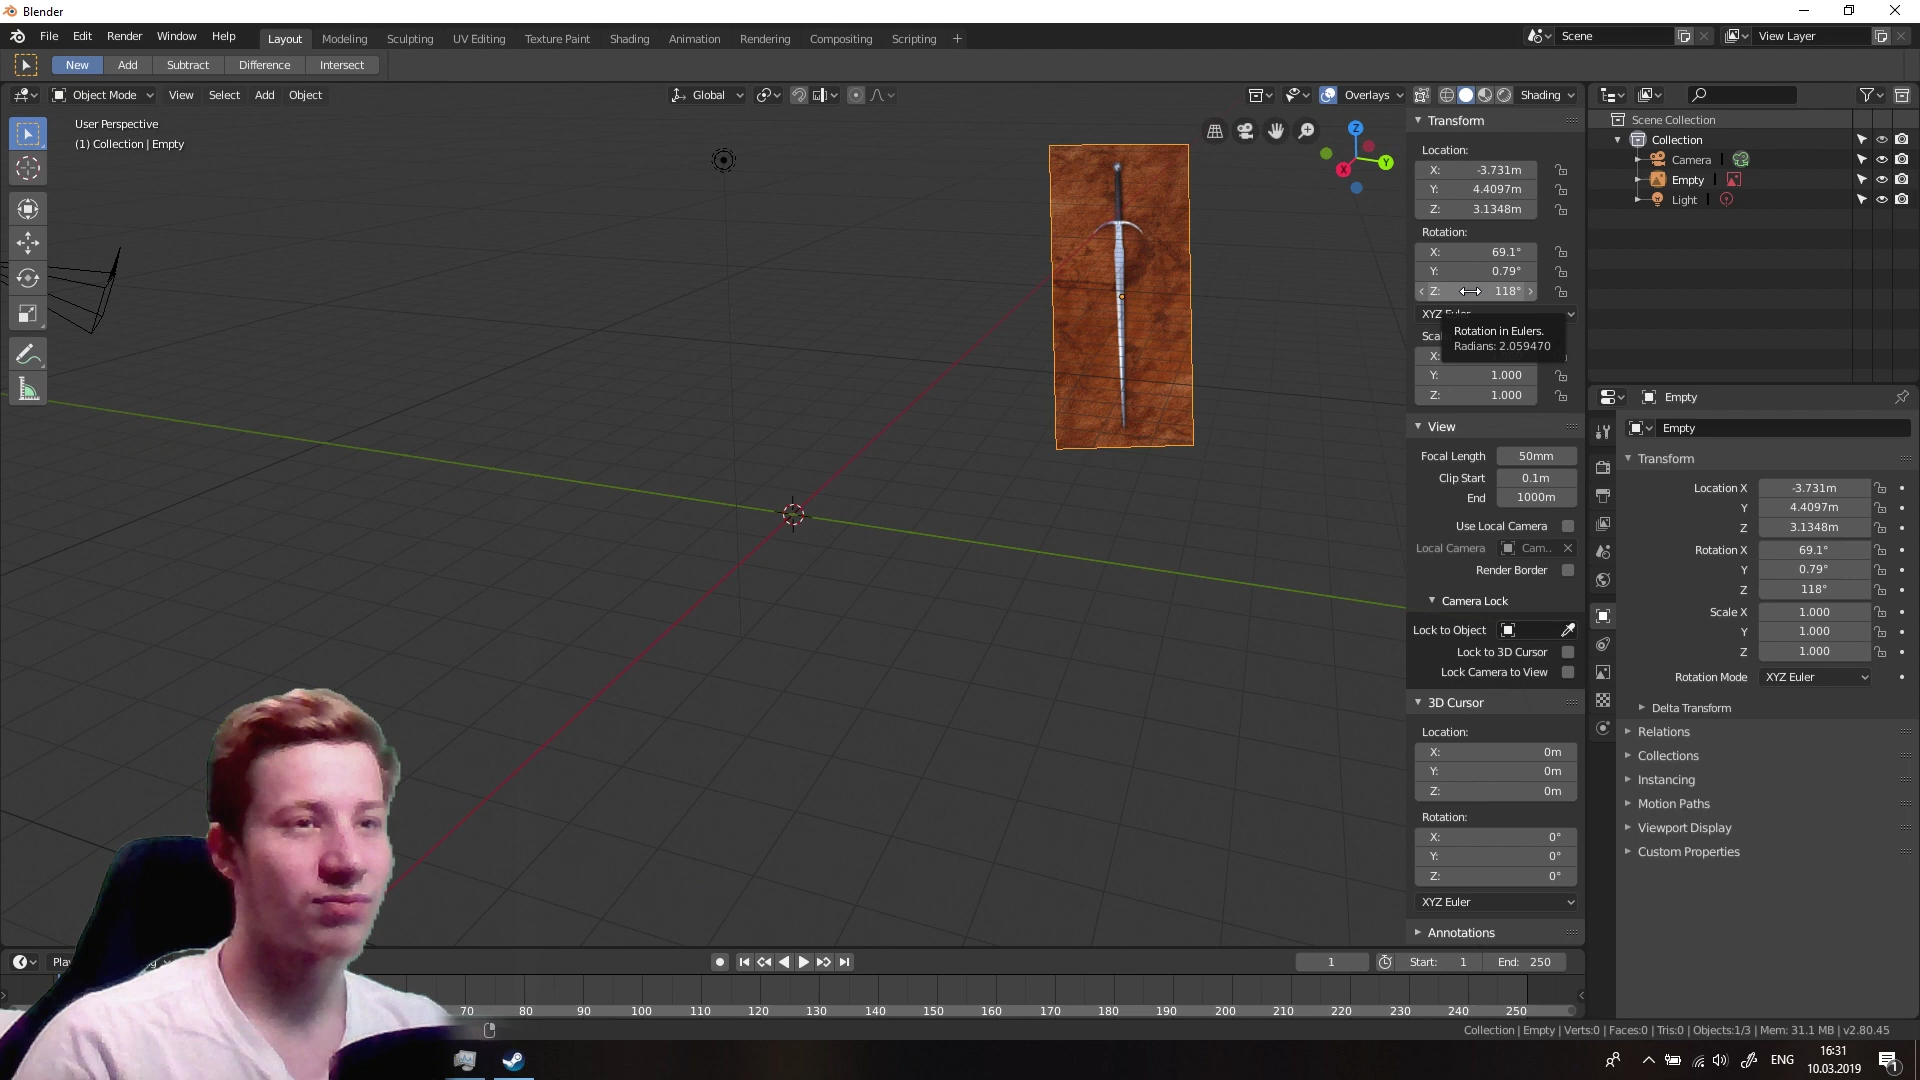 Blender
File Edit Render Window Help Layout Modeling Sculpting UV Editing Texture Paint Shading Animation Rendering Compositing Scripting + Scene View Layer
New Add Subtract Difference Intersect
Object Mode View Select Add Object Global Overlays Shading
User Perspective
(1) Collection | Empty
Z
Y
X
Transform
Location:
X: -3.731m
Y: 4.4097m
Z: 3.1348m
Rotation:
X: 69.1°
Y: 0.79°
Z: 118°
XYZ Euler
Rotation in Eulers.
Radians: 2.059470
Scal
X:
Y: 1.000
Z: 1.000
View
Focal Length 50mm
Clip Start 0.1m
End 1000m
Use Local Camera
Local Camera Cam..
Render Border
Camera Lock
Lock to Object
Lock to 3D Cursor
Lock Camera to View
3D Cursor
Location:
X: 0m
Y: 0m
Z: 0m
Rotation:
X: 0°
Y: 0°
Z: 0°
XYZ Euler
Annotations
Scene Collection
Collection
Camera
Empty
Light
Empty
Empty
Transform
Location X -3.731m
Y 4.4097m
Z 3.1348m
Rotation X 69.1°
Y 0.79°
Z 118°
Scale X 1.000
Y 1.000
Z 1.000
Rotation Mode XYZ Euler
Delta Transform
Relations
Collections
Instancing
Motion Paths
Viewport Display
Custom Properties
1 Start: 1 End: 250
70 80 90 100 110 120 130 140 150 160 170 180 190 200 210 220 230 240 250
Collection | Empty | Verts:0 | Faces:0 | Tris:0 | Objects:1/3 | Mem: 31.1 MB | v2.80.45
ENG
16:31
10.03.2019
1